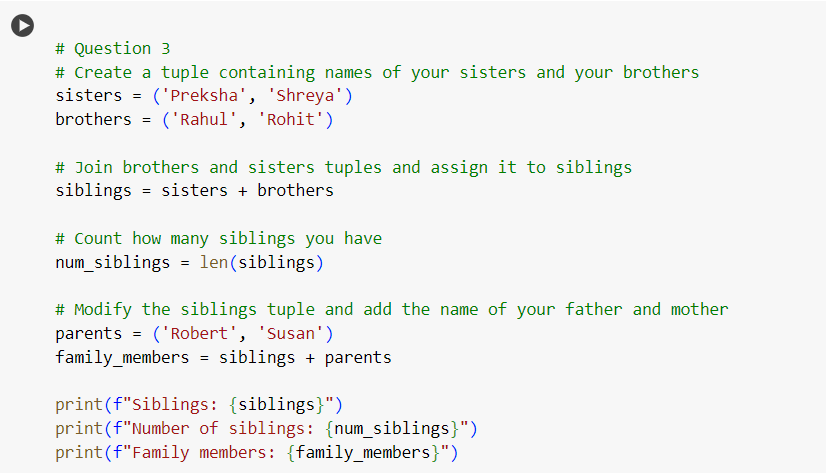 # Question 3
# Create a tuple containing names of your sisters and your brothers
sisters = ('Preksha', 'Shreya')
brothers = ('Rahul', 'Rohit')
# Join brothers and sisters tuples and assign it to siblings
siblings = sisters + brothers
# Count how many siblings you have
num_siblings = len(siblings)
# Modify the siblings tuple and add the name of your father and mother
parents = ('Robert', 'Susan')
family_members = siblings + parents
print(f"Siblings: {siblings}")
print(f"Number of siblings: {num_siblings}")
print(f"Family members: {family_members}")